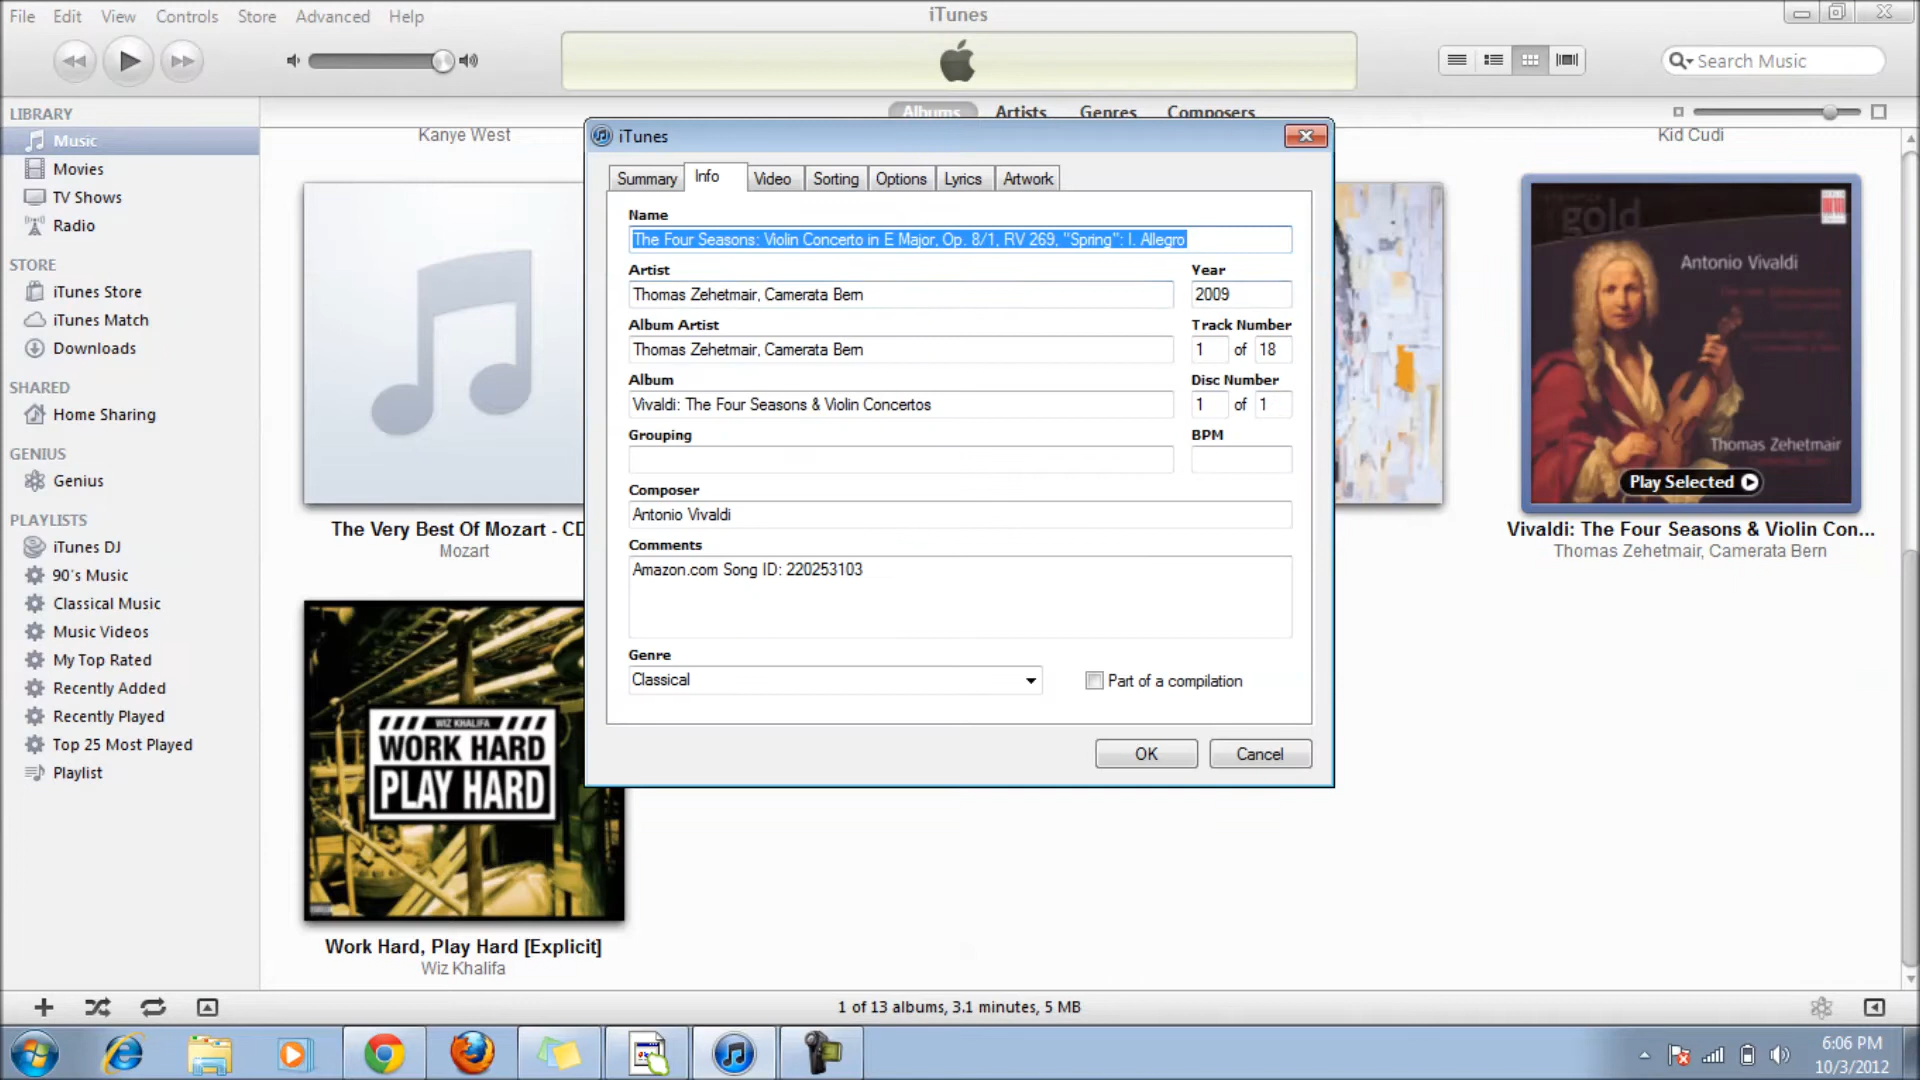 File Edit View Controls Store Advanced Help
iTunes
Search Music
LIBRARY
Music
Movies
TV Shows
Radio
STORE
iTunes Store
iTunes Match
Downloads
SHARED
Home Sharing
GENIUS
Genius
PLAYLISTS
iTunes DJ
90's Music
Classical Music
Music Videos
My Top Rated
Recently Added
Recently Played
Top 25 Most Played
Playlist
Albums Artists Genres Composers
Kanye West
Kid Cudi
iTunes
Summary Info Video Sorting Options Lyrics Artwork
Name
The Four Seasons: Violin Concerto in E Major, Op. 8/1, RV 269, "Spring": I. Allegro
Artist Year
Thomas Zehetmair, Camerata Bern 2009
Album Artist Track Number
Thomas Zehetmair, Camerata Bern 1 of 18
Album Disc Number
Vivaldi: The Four Seasons & Violin Concertos 1 of 1
Grouping BPM
Composer
Antonio Vivaldi
Comments
Amazon.com Song ID: 220253103
Genre
Classical
Part of a compilation
OK Cancel
gold
Antonio Vivaldi
Thomas Zehetmair
Play Selected
The Very Best Of Mozart - CD
Mozart
Vivaldi: The Four Seasons & Violin Con...
Thomas Zehetmair, Camerata Bern
WIZ KHALIFA
WORK HARD
PLAY HARD
Work Hard, Play Hard [Explicit]
Wiz Khalifa
1 of 13 albums, 3.1 minutes, 5 MB
6:06 PM
10/3/2012